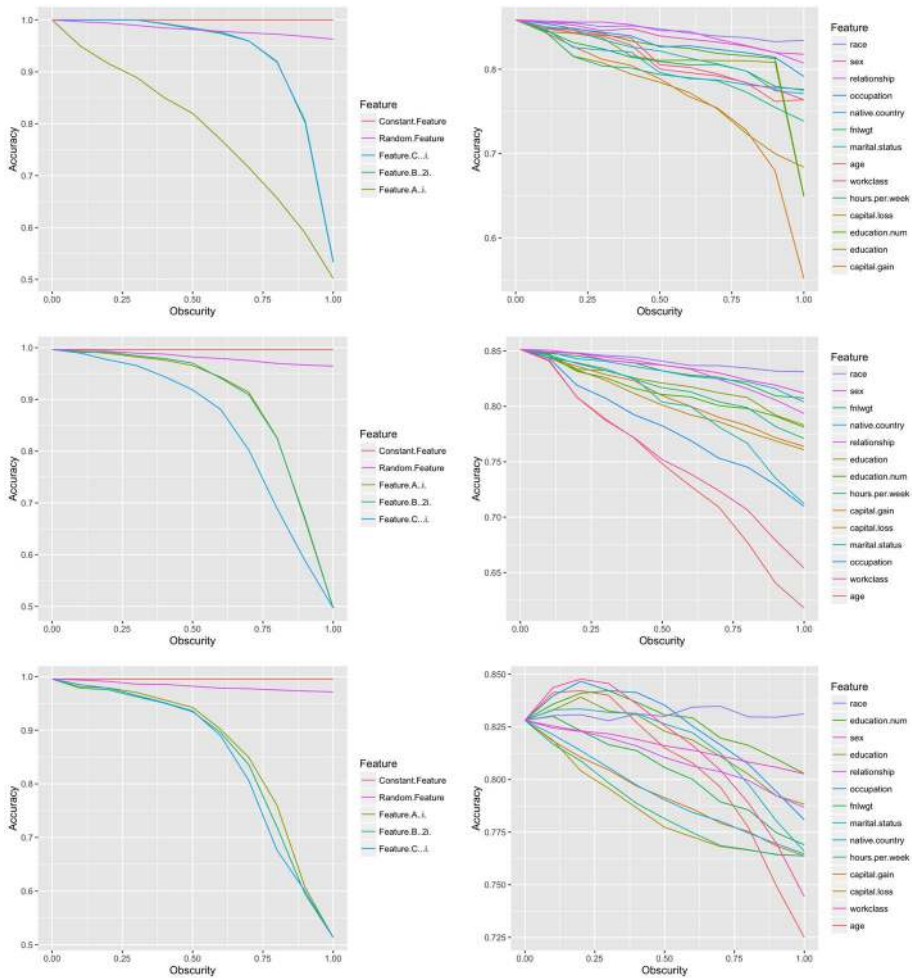 1.0
0.9
0.8
0.7
0.6
0.5
Accuracy
0.00
0.25
0.50
0.75
1.00
Obscurity
Feature
Constant.Feature
Random.Feature
Feature.C...i.
Feature.B..2i.
Feature.A..i.
0.8
0.7
0.6
Accuracy
0.00
0.25
0.50
0.75
1.00
Obscurity
Feature
race
sex
relationship
occupation
native.country
fnlwgt
marital.status
age
workclass
hours.per.week
capital.loss
education.num
education
capital.gain
1.0
0.9
0.8
0.7
0.6
0.5
Accuracy
0.00
0.25
0.50
0.75
1.00
Obscurity
Feature
Constant.Feature
Random.Feature
Feature.A..i.
Feature.B..2i.
Feature.C...i.
0.85
0.80
0.75
0.70
0.65
Accuracy
0.00
0.25
0.50
0.75
1.00
Obscurity
Feature
race
sex
fnlwgt
native.country
relationship
education
education.num
hours.per.week
capital.gain
capital.loss
marital.status
occupation
workclass
age
1.0
0.9
0.8
0.7
0.6
0.5
Accuracy
0.00
0.25
0.50
0.75
1.00
Obscurity
Feature
Constant.Feature
Random.Feature
Feature.A..i.
Feature.B..2i.
Feature.C...i.
0.850
0.825
0.800
0.775
0.750
0.725
Accuracy
0.00
0.25
0.50
0.75
1.00
Obscurity
Feature
race
education.num
sex
education
relationship
occupation
fnlwgt
marital.status
native.country
hours.per.week
capital.gain
capital.loss
workclass
age